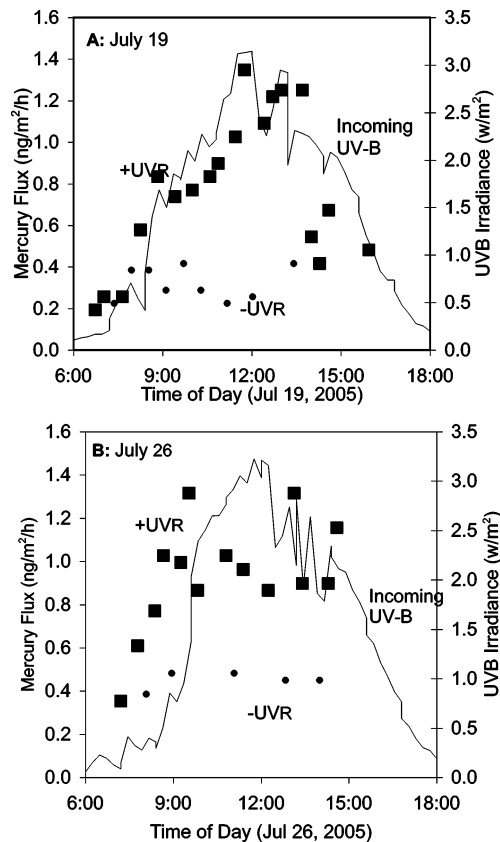 A: July 19
Mercury Flux (ng/m²/h)
1.6
1.4
1.2
1.0
0.8
0.6
0.4
0.2
0.0
3.5
3.0
2.5
2.0
1.5
1.0
0.5
0.0
UVB Irradiance (w/m²)
+UVR
Incoming
UV-B
-UVR
6:00 9:00 12:00 15:00 18:00
Time of Day (Jul 19, 2005)
B: July 26
Mercury Flux (ng/m²/h)
1.6
1.4
1.2
1.0
0.8
0.6
0.4
0.2
0.0
3.5
3.0
2.5
2.0
1.5
1.0
0.5
0.0
UVB Irradiance (w/m²)
+UVR
Incoming
UV-B
-UVR
6:00 9:00 12:00 15:00 18:00
Time of Day (Jul 26, 2005)